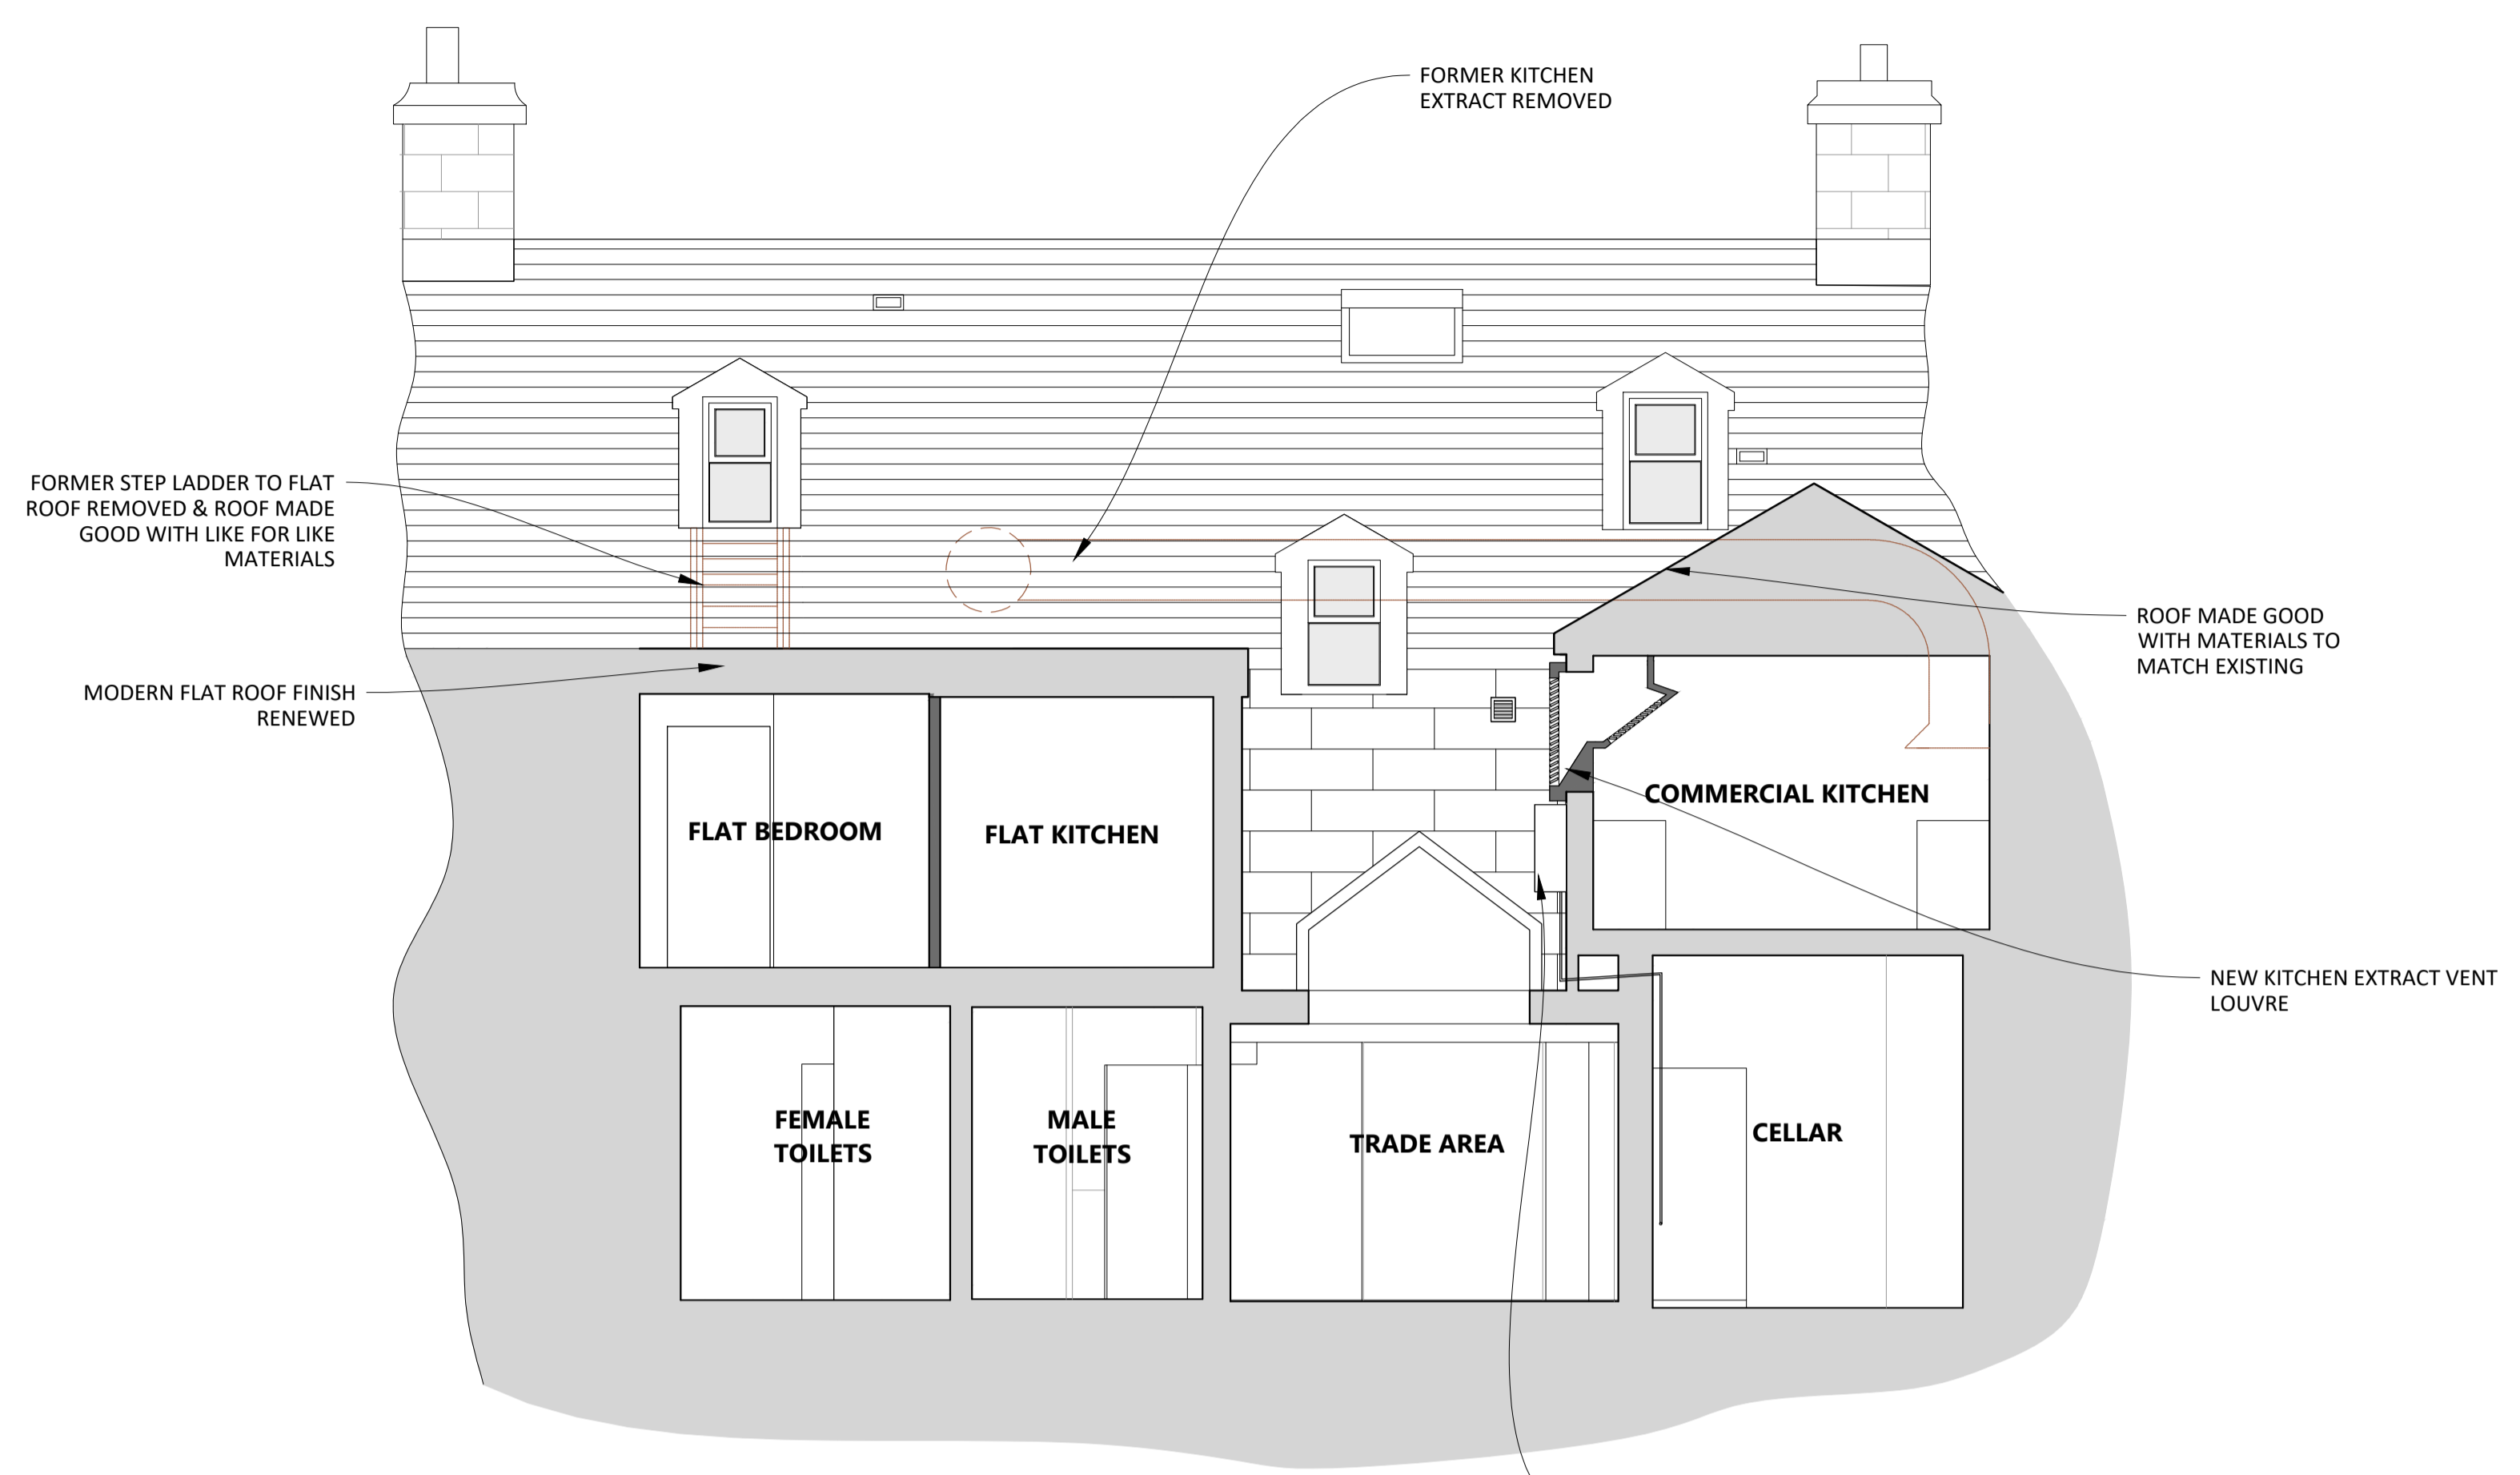 FORMER KITCHEN
EXTRACT REMOVED
FORMER STEP LADDER TO FLAT
ROOF REMOVED & ROOF MADE
GOOD WITH LIKE FOR LIKE
MATERIALS
ROOF MADE GOOD
WITH MATERIALS TO
MATCH EXISTING
MODERN FLAT ROOF FINISH
RENEWED
COMMERCIAL KITCHEN
FLAT BEDROOM
FLAT KITCHEN
NEW KITCHEN EXTRACT VENT
LOUVRE
FEMALE
TOILETS
MALE
TOILETS
TRADE AREA
CELLAR